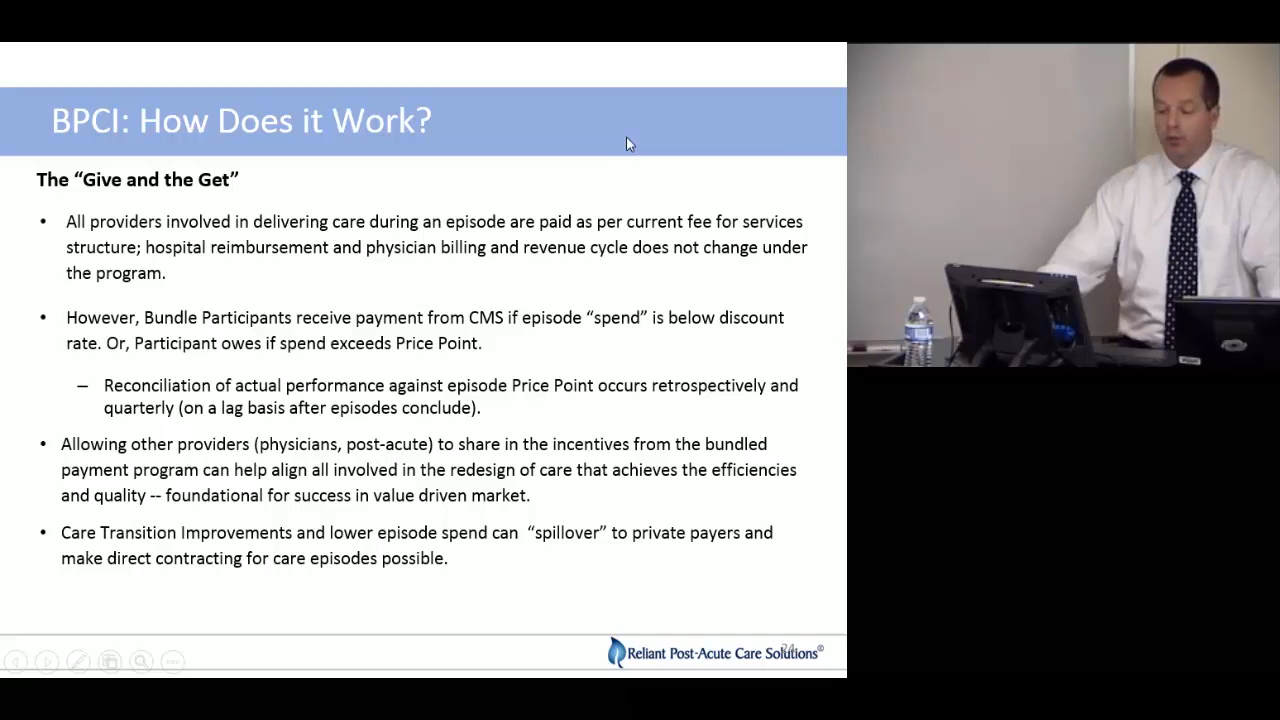 BPCI: How Does it Work?
The “Give and the Get”
• All providers involved in delivering care during an episode are paid as per current fee for services
structure; hospital reimbursement and physician billing and revenue cycle does not change under
the program.
• However, Bundle Participants receive payment from CMS if episode “spend” is below discount
rate. Or, Participant owes if spend exceeds Price Point.
– Reconciliation of actual performance against episode Price Point occurs retrospectively and
quarterly (on a lag basis after episodes conclude).
• Allowing other providers (physicians, post-acute) to share in the incentives from the bundled
payment program can help align all involved in the redesign of care that achieves the efficiencies
and quality -- foundational for success in value driven market.
• Care Transition Improvements and lower episode spend can “spillover” to private payers and
make direct contracting for care episodes possible.
Reliant Post-Acute Care Solutions®
24